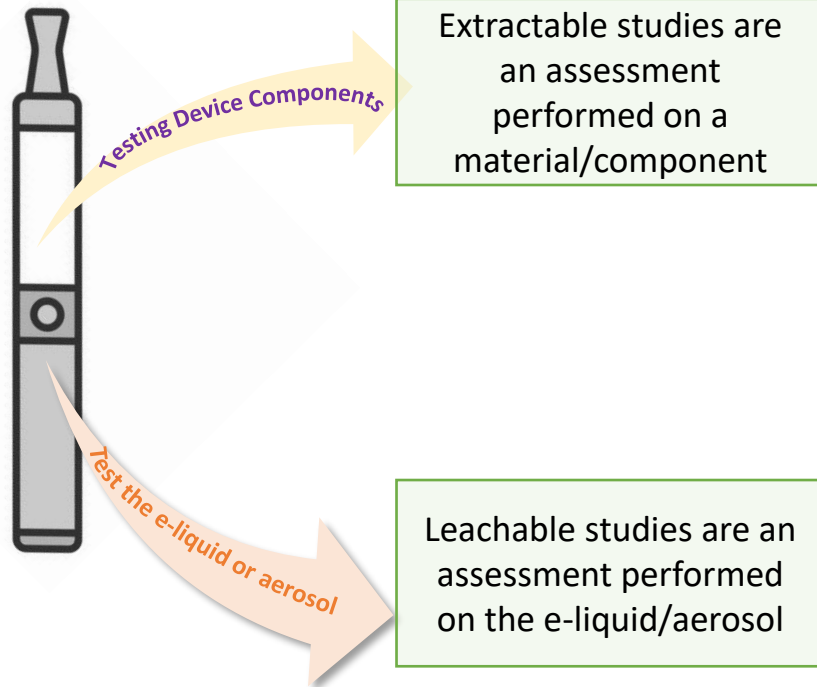 Extractable studies are
an assessment
performed on a
material/component
Testing Device Components
Test the e-liquid or aerosol
Leachable studies are an
assessment performed
on the e-liquid/aerosol